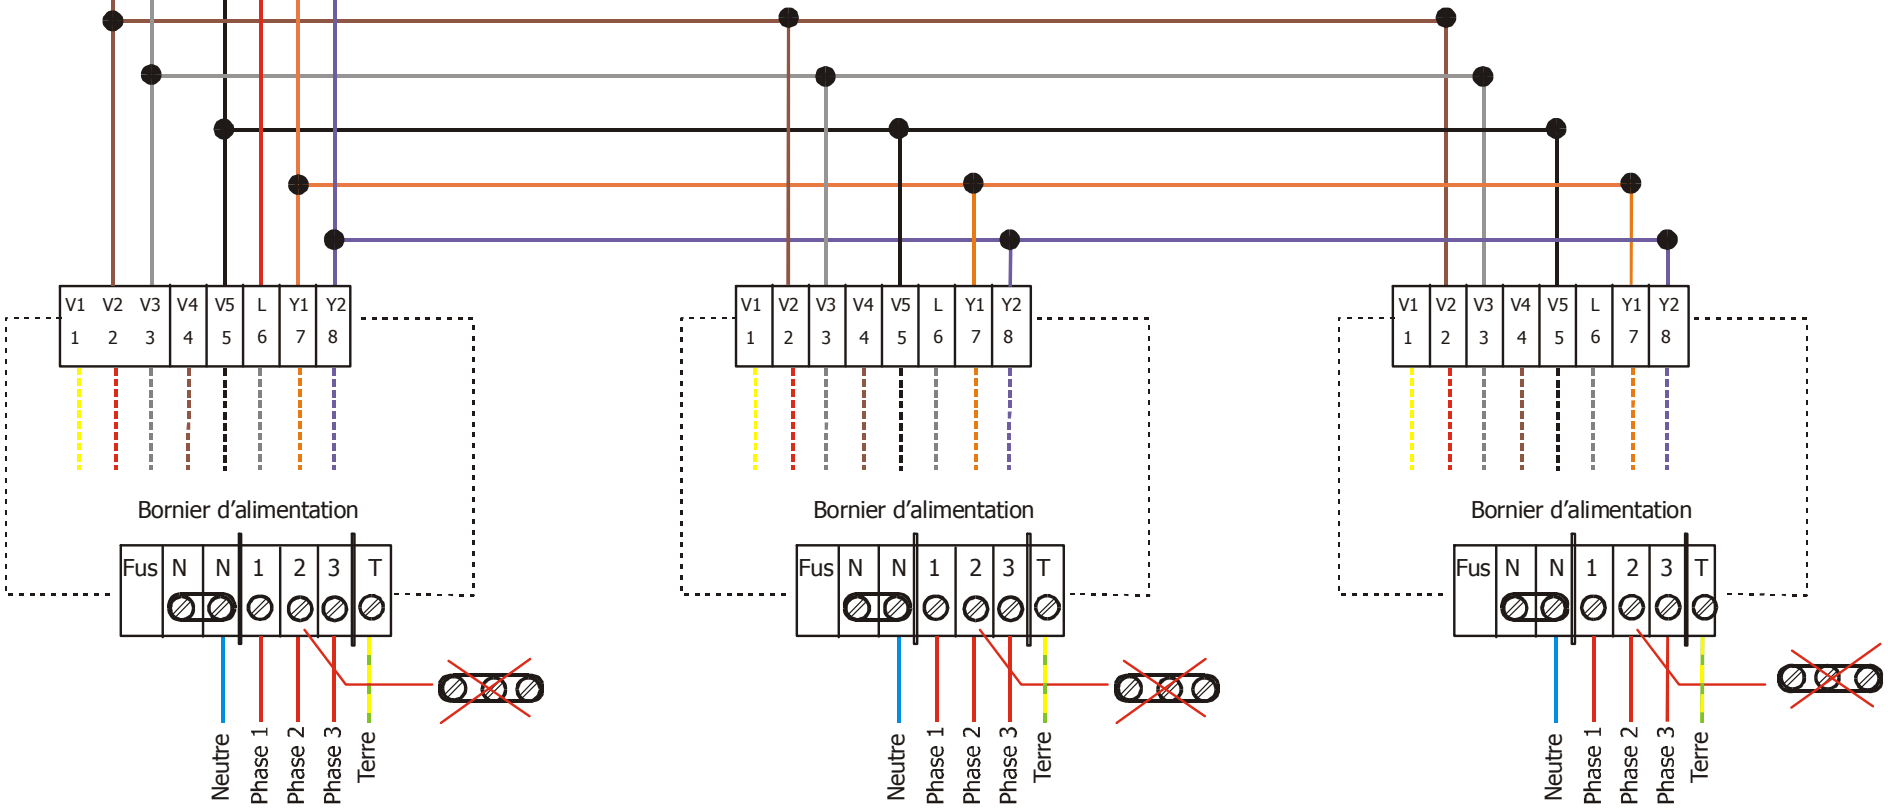 V1 V2 V3 V4 V5 L Y1 Y2 V1 V2 V3 V4 V5 L Y1 Y2 V1 V2 V3 V4 V5 L Y1 Y2
1 2 3 4 5 6 7 8 1 2 3 4 5 6 7 8 1 2 3 4 5 6 7 8
Bornier d’alimentation Bornier d’alimentation Bornier d’alimentation
Fus N N 1 2 3 T Fus N N 1 2 3 T Fus N N 1 2 3 T
Neutre Phase 1 Phase 2 Phase 3 Terre Neutre Phase 1 Phase 2 Phase 3 Terre Neutre Phase 1 Phase 2 Phase 3 Terre